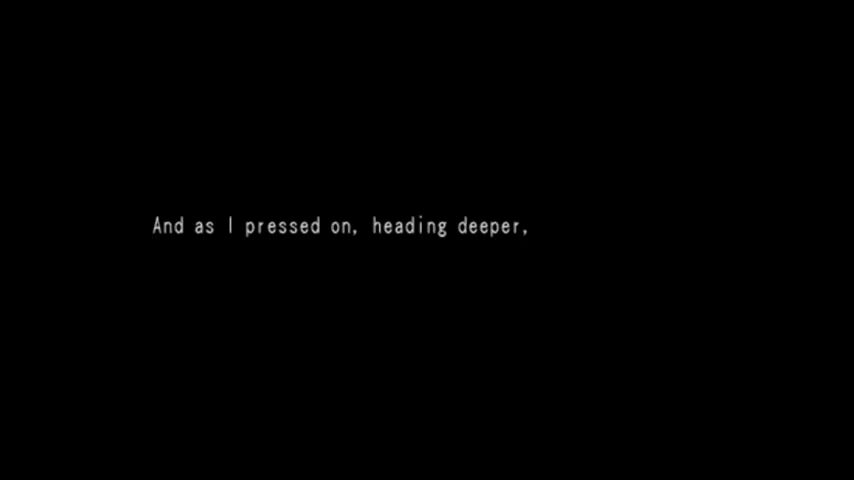 And as I pressed on, heading deeper,